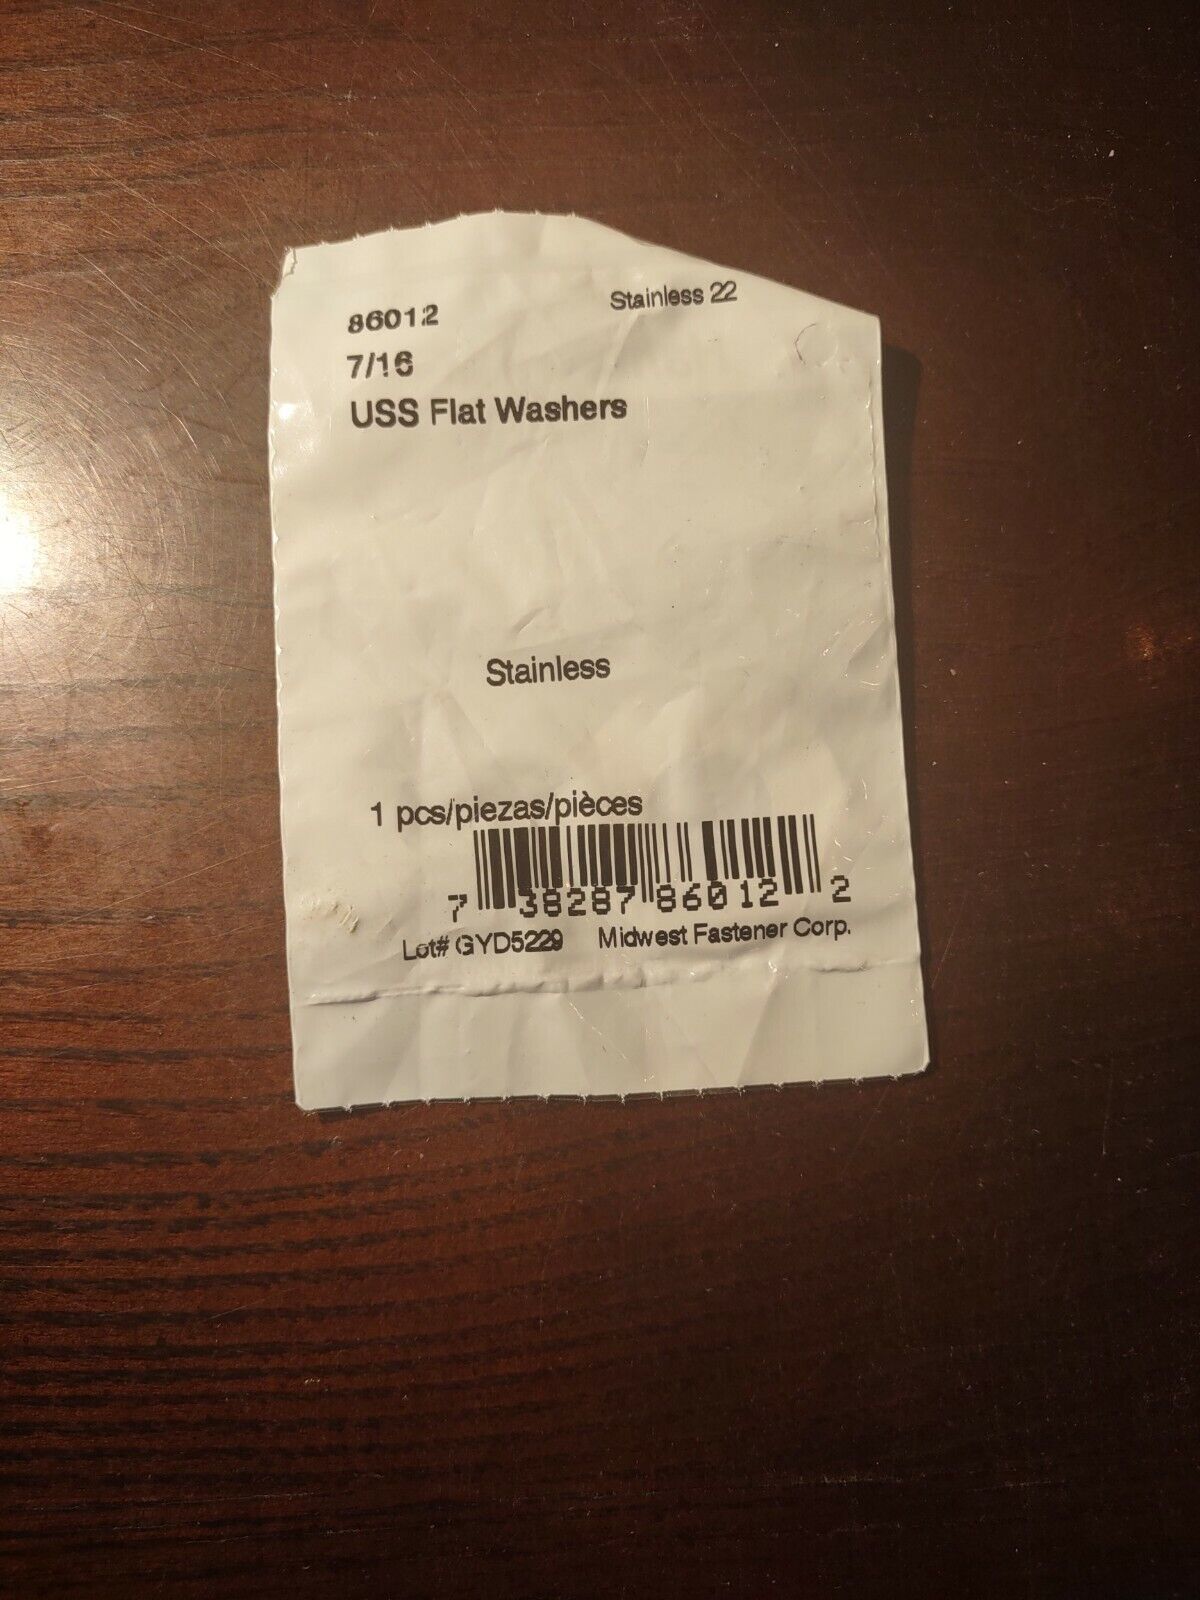 86012
Stainless 22
7/16
USS Flat Washers
Stainless
1 pcs/piezas/pièces
7 38287 86012 2
Lot# GYD5229 Midwest Fastener Corp.